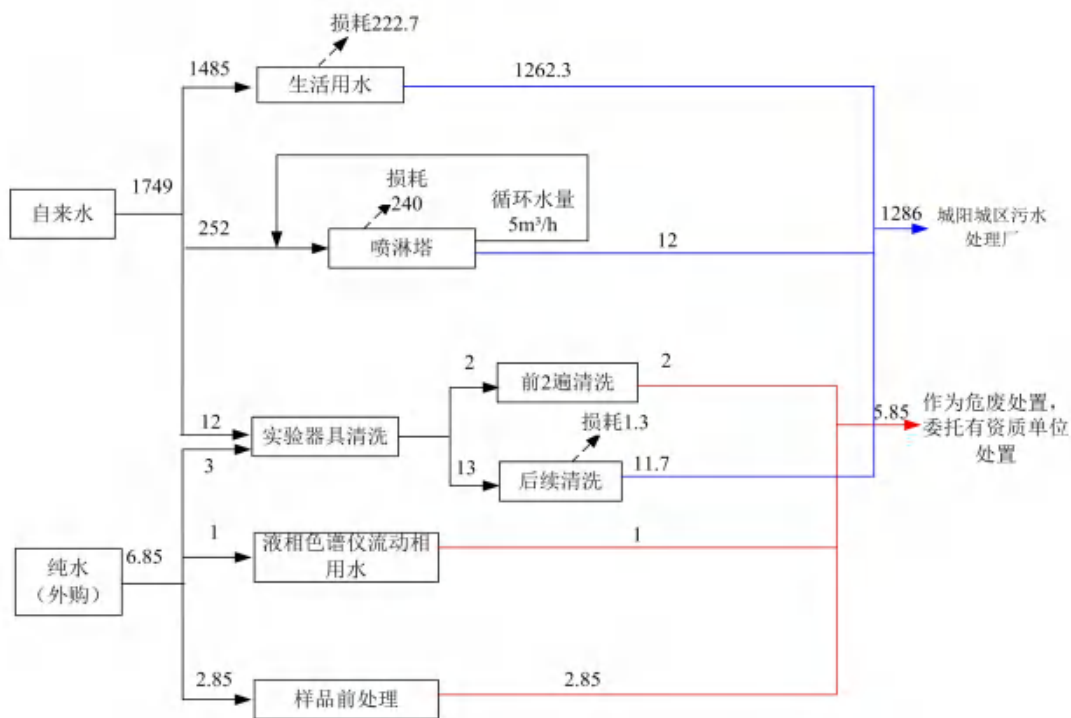 损耗222.7
1485
生活用水
1262.3
自来水
1749
损耗
240
循环水量
5m³/h
252
喷淋塔
12
1286
城阳城区污水
处理厂
2
前2遍清洗
2
12
实验器具清洗
3
损耗1.3
13
后续清洗
11.7
5.85
作为危废处置，
委托有资质单位
处置
纯水
（外购）
6.85
1
液相色谱仪流动相
用水
1
2.85
样品前处理
2.85